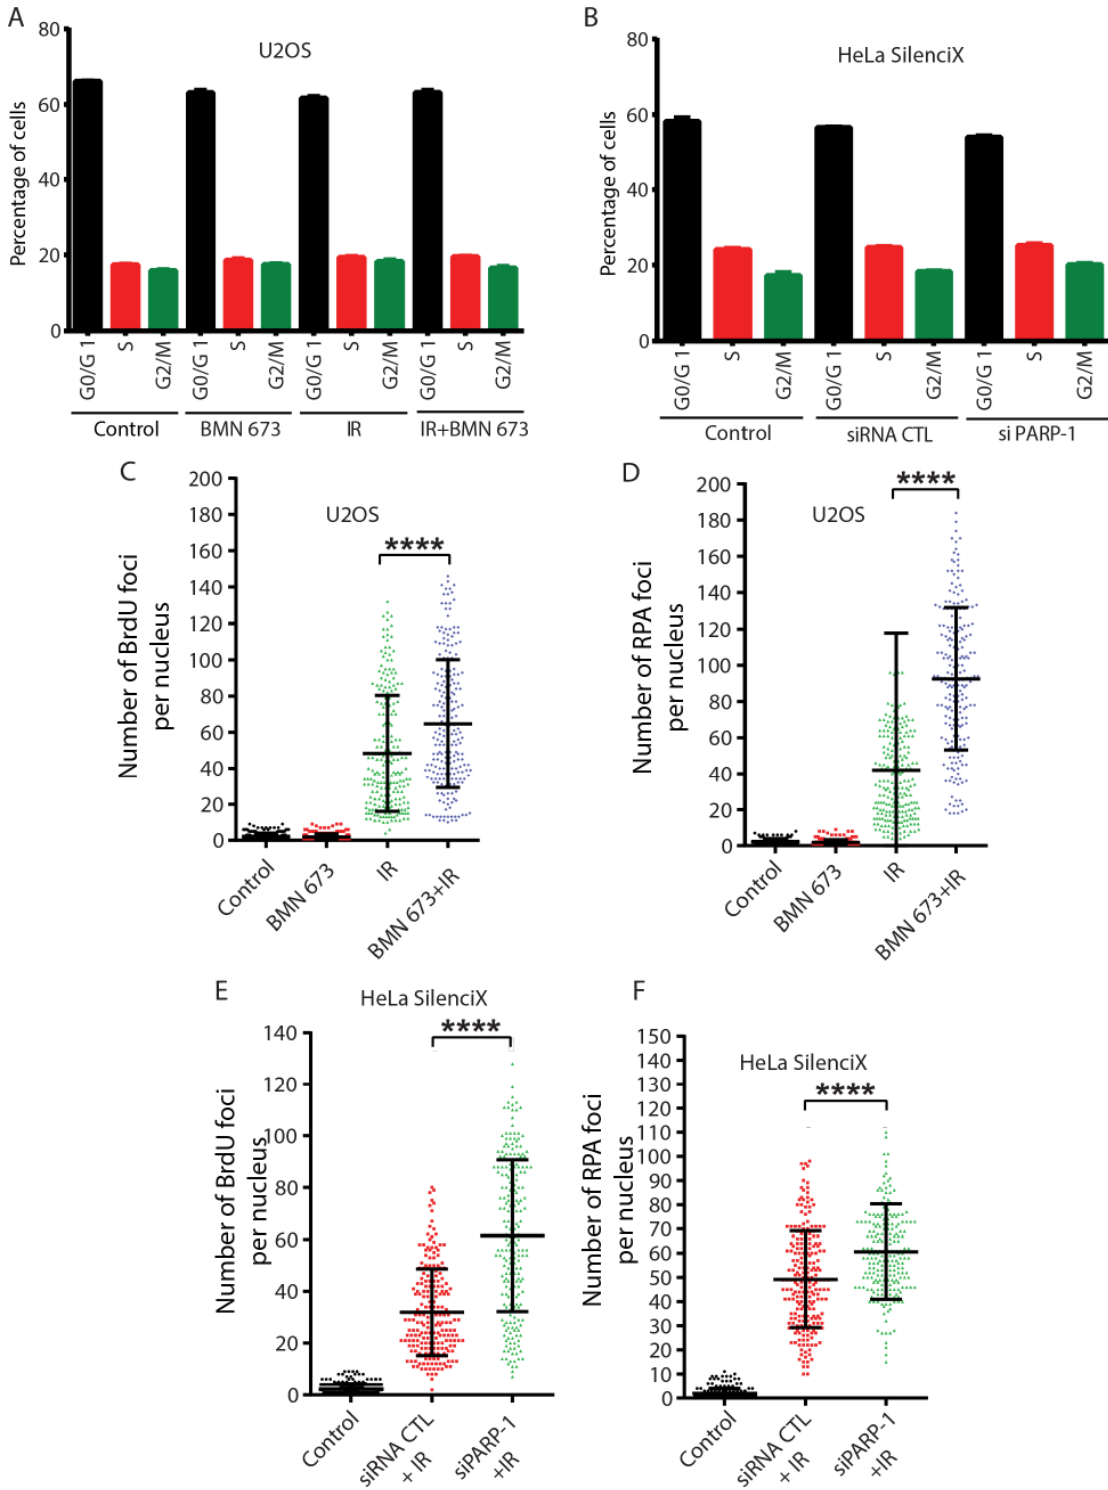 A
U2OS
Percentage of cells
80
60
40
20
0
G0/G 1
S
G2/M
G0/G 1
S
G2/M
G0/G 1
S
G2/M
G0/G 1
S
G2/M
Control
BMN 673
IR
IR+BMN 673
B
HeLa SilenciX
Percentage of cells
80
60
40
20
0
G0/G 1
S
G2/M
G0/G 1
S
G2/M
G0/G 1
S
G2/M
Control
siRNA CTL
si PARP-1
C
U2OS
****
Number of BrdU foci
per nucleus
200
180
160
140
120
100
80
60
40
20
0
Control
BMN 673
IR
BMN 673+IR
D
U2OS
****
Number of RPA foci
per nucleus
200
180
160
140
120
100
80
60
40
20
0
Control
BMN 673
IR
BMN 673+IR
E
HeLa SilenciX
****
Number of BrdU foci
per nucleus
140
120
100
80
60
40
20
0
Control
siRNA CTL
+ IR
siPARP-1
+IR
F
HeLa SilenciX
****
Number of RPA foci
per nucleus
150
140
130
120
110
100
90
80
70
60
50
40
30
20
10
0
Control
siRNA CTL
+ IR
siPARP-1
+IR